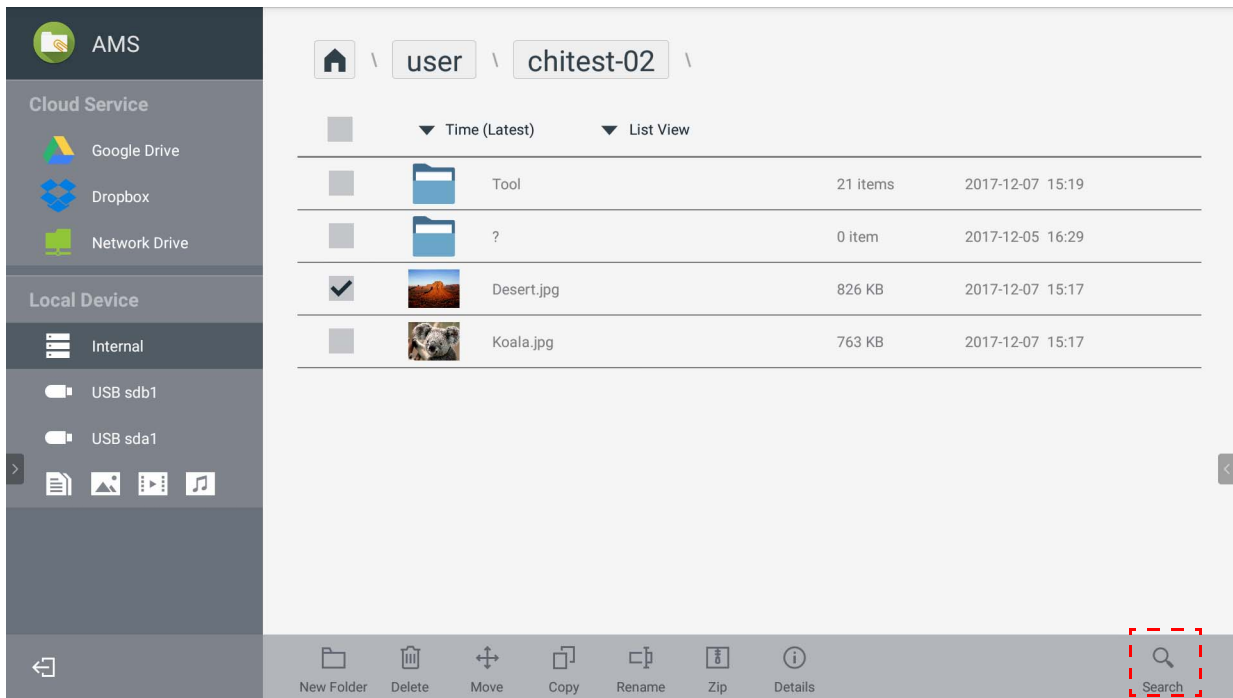 AMS
Cloud Service
Google Drive
Dropbox
Network Drive
Local Device
Internal
USB sdb1
USB sda1
\ user \ chitest-02 \
Time (Latest) List View
Tool 21 items 2017-12-07 15:19
? 0 item 2017-12-05 16:29
Desert.jpg 826 KB 2017-12-07 15:17
Koala.jpg 763 KB 2017-12-07 15:17
New Folder Delete Move Copy Rename Zip Details Search